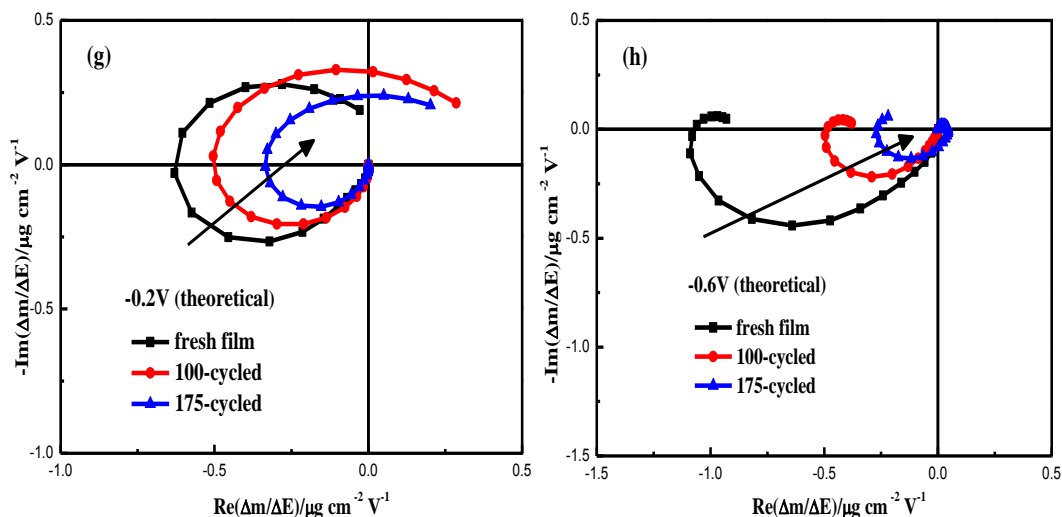 (g)
0.5
0.0
-0.5
-1.0
-1.0
-0.5
0.0
0.5
-Im(Δm/ΔE)/µg cm⁻² V⁻¹
Re(Δm/ΔE)/µg cm⁻² V⁻¹
-0.2V (theoretical)
fresh film
100-cycled
175-cycled
(h)
0.5
0.0
-0.5
-1.0
-1.5
-1.5
-1.0
-0.5
0.0
0.5
-Im(Δm/ΔE)/µg cm⁻² V⁻¹
Re(Δm/ΔE)/µg cm⁻² V⁻¹
-0.6V (theoretical)
fresh film
100-cycled
175-cycled